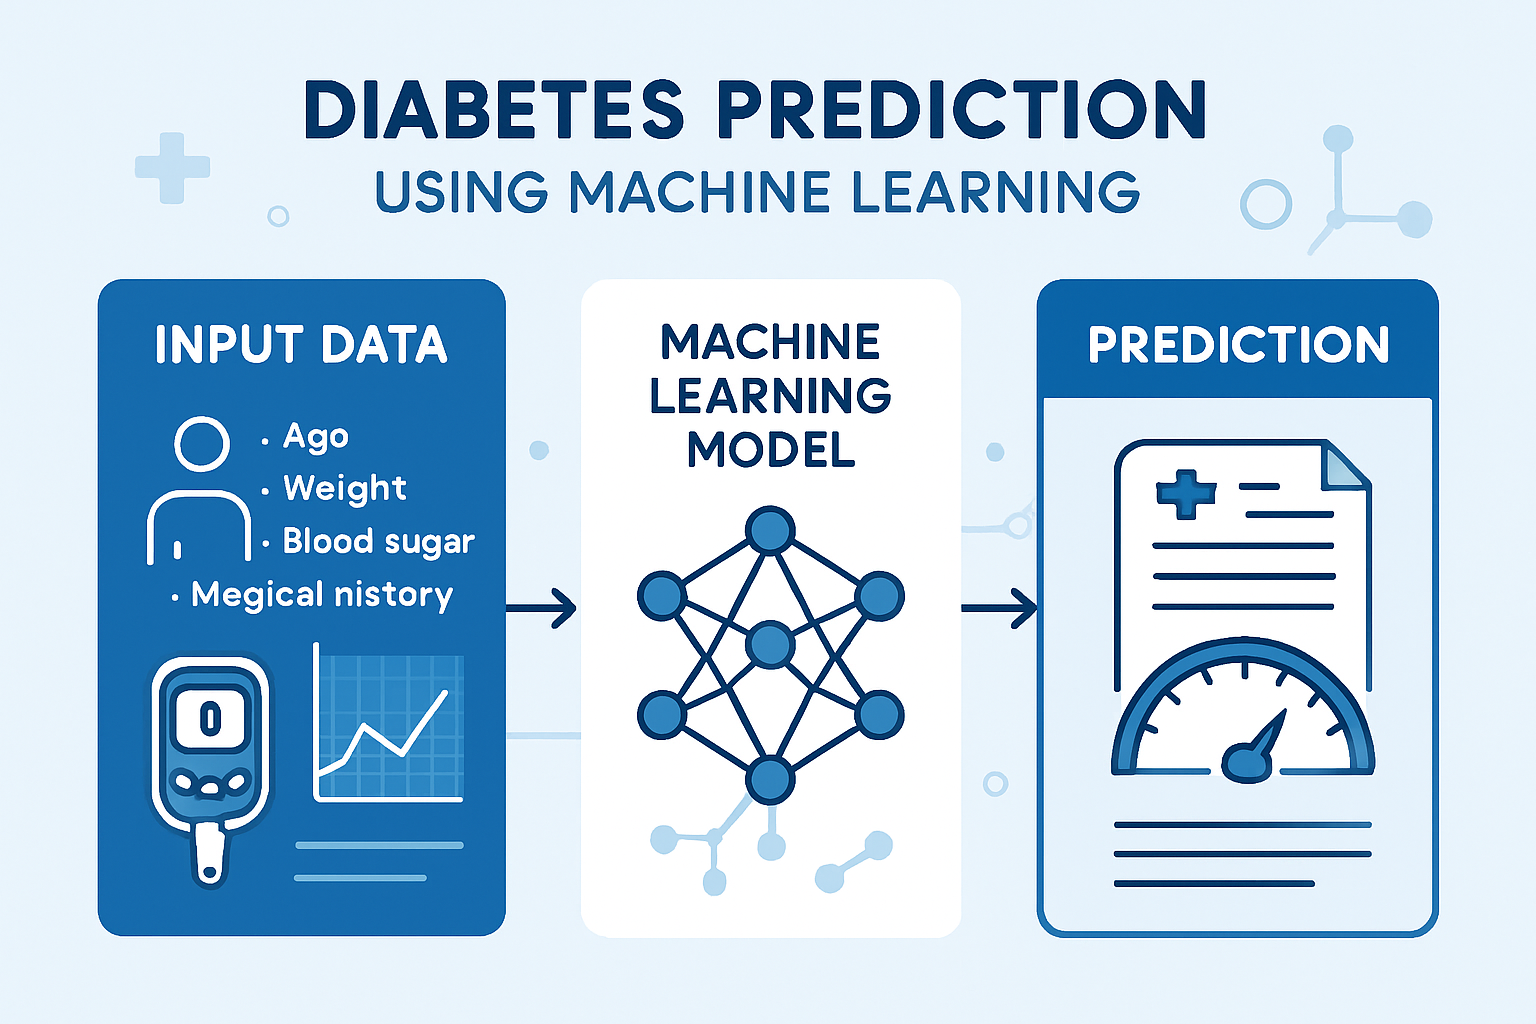 DIABETES PREDICTION
USING MACHINE LEARNING
INPUT DATA
· Ago
· Weight
· Blood sugar
· Megical nistory
0
MACHINE
LEARNING
MODEL
PREDICTION